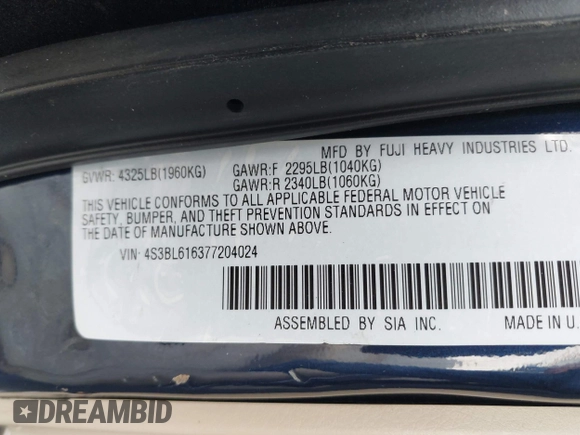 MFD BY FUJI HEAVY INDUSTRIES LTD.
GVWR: 4325LB(1960KG) GAWR:F 2295LB(1040KG)
GAWR:R 2340LB(1060KG)
THIS VEHICLE CONFORMS TO ALL APPLICABLE FEDERAL MOTOR VEHICLE
SAFETY, BUMPER, AND THEFT PREVENTION STANDARDS IN EFFECT ON
THE DATE OF MANUFACTURE SHOWN ABOVE.
VIN: 4S3BL616377204024
ASSEMBLED BY SIA INC. MADE IN U.
DREAMBID